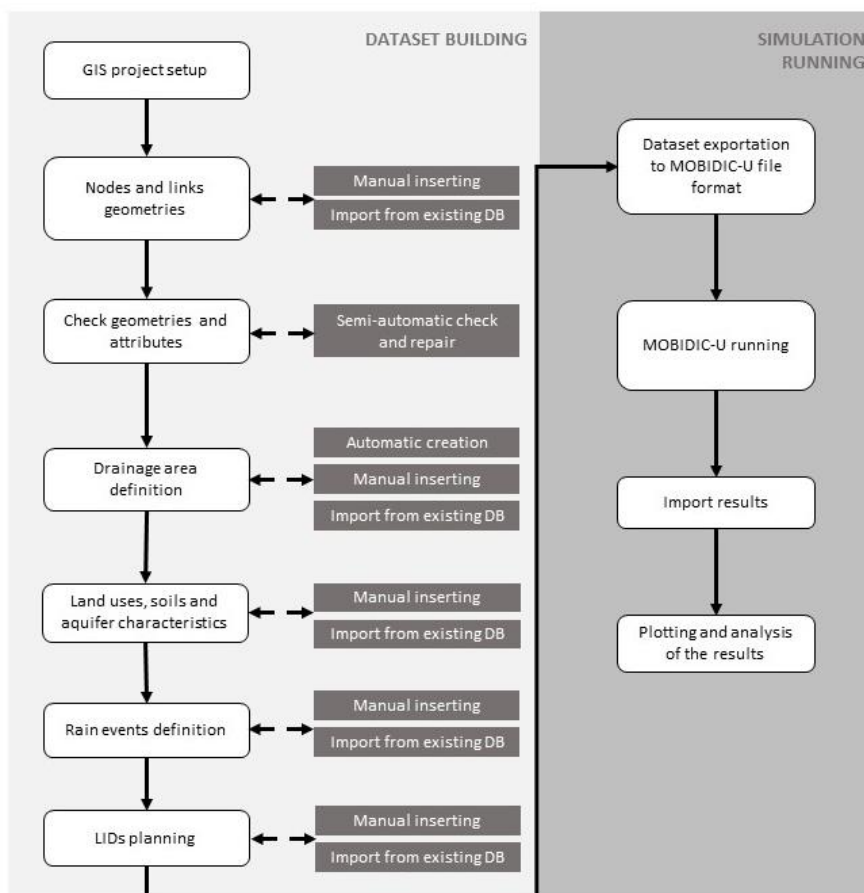 DATASET BUILDING
GIS project setup
Nodes and links
geometries
Manual inserting
Import from existing DB
Check geometries and
attributes
Semi-automatic check
and repair
Drainage area
definition
Automatic creation
Manual inserting
Import from existing DB
Land uses, soils and
aquifer characteristics
Manual inserting
Import from existing DB
Rain events definition
Manual inserting
Import from existing DB
LIDs planning
Manual inserting
Import from existing DB
SIMULATION
RUNNING
Dataset exportation
to MOBIDIC-U file
format
MOBIDIC-U running
Import results
Plotting and analysis
of the results